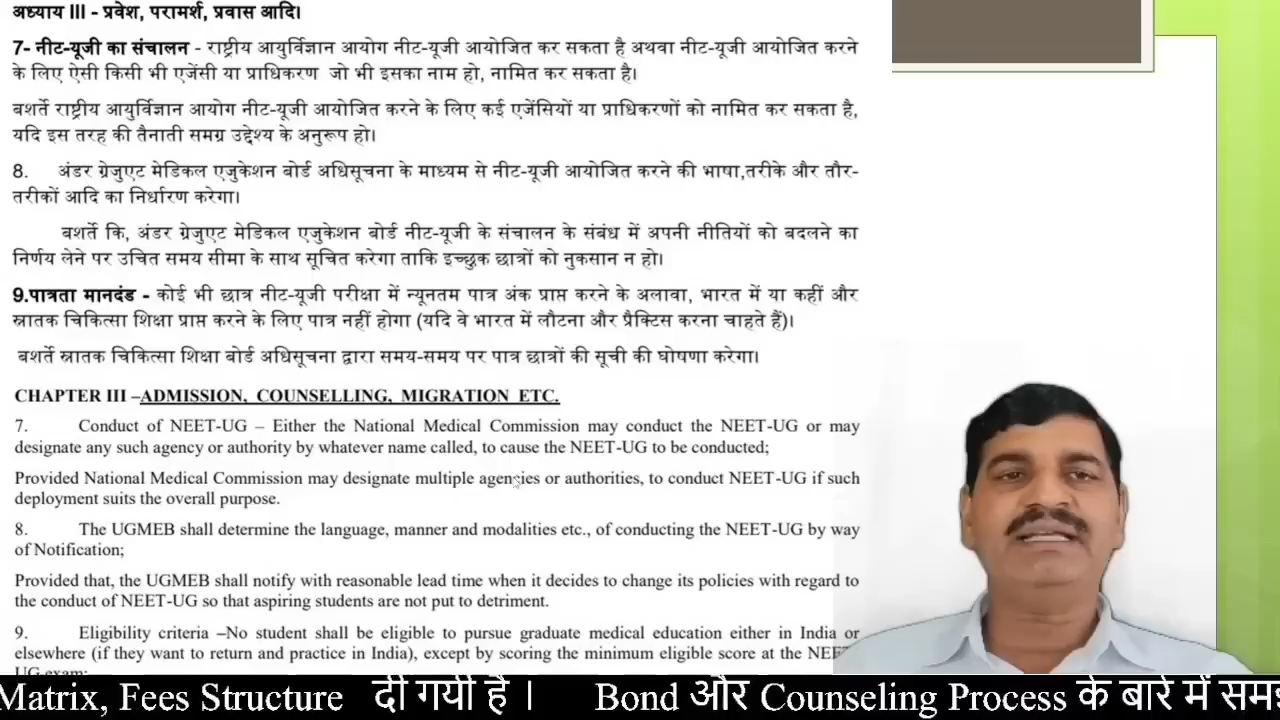 अध्याय III - प्रवेश, परामर्श, प्रवास आदि।
7- नीट-यूजी का संचालन - राष्ट्रीय आयुर्विज्ञान आयोग नीट-यूजी आयोजित कर सकता है अथवा नीट-यूजी आयोजित करने
के लिए ऐसी किसी भी एजेंसी या प्राधिकरण जो भी इसका नाम हो, नामित कर सकता है।
बशर्ते राष्ट्रीय आयुर्विज्ञान आयोग नीट-यूजी आयोजित करने के लिए कई एजेंसियों या प्राधिकरणों को नामित कर सकता है,
यदि इस तरह की तैनाती समग्र उद्देश्य के अनुरूप हो।
8. अंडर ग्रेजुएट मेडिकल एजुकेशन बोर्ड अधिसूचना के माध्यम से नीट-यूजी आयोजित करने की भाषा,तरीके और तौर-
तरीकों आदि का निर्धारण करेगा।
बशर्ते कि, अंडर ग्रेजुएट मेडिकल एजुकेशन बोर्ड नीट-यूजी के संचालन के संबंध में अपनी नीतियों को बदलने का
निर्णय लेने पर उचित समय सीमा के साथ सूचित करेगा ताकि इच्छुक छात्रों को नुकसान न हो।
9.पात्रता मानदंड - कोई भी छात्र नीट-यूजी परीक्षा में न्यूनतम पात्र अंक प्राप्त करने के अलावा, भारत में या कहीं और
स्नातक चिकित्सा शिक्षा प्राप्त करने के लिए पात्र नहीं होगा (यदि वे भारत में लौटना और प्रैक्टिस करना चाहते हैं)।
बशर्ते स्नातक चिकित्सा शिक्षा बोर्ड अधिसूचना द्वारा समय-समय पर पात्र छात्रों की सूची की घोषणा करेगा।
CHAPTER III –ADMISSION, COUNSELLING, MIGRATION ETC.
7. Conduct of NEET-UG – Either the National Medical Commission may conduct the NEET-UG or may
designate any such agency or authority by whatever name called, to cause the NEET-UG to be conducted;
Provided National Medical Commission may designate multiple agencies or authorities, to conduct NEET-UG if such
deployment suits the overall purpose.
8. The UGMEB shall determine the language, manner and modalities etc., of conducting the NEET-UG by way
of Notification;
Provided that, the UGMEB shall notify with reasonable lead time when it decides to change its policies with regard to
the conduct of NEET-UG so that aspiring students are not put to detriment.
9. Eligibility criteria –No student shall be eligible to pursue graduate medical education either in India or
elsewhere (if they want to return and practice in India), except by scoring the minimum eligible score at the NEET-
UG exam;
Matrix, Fees Structure दी गयी है । Bond और Counseling Process के बारे में